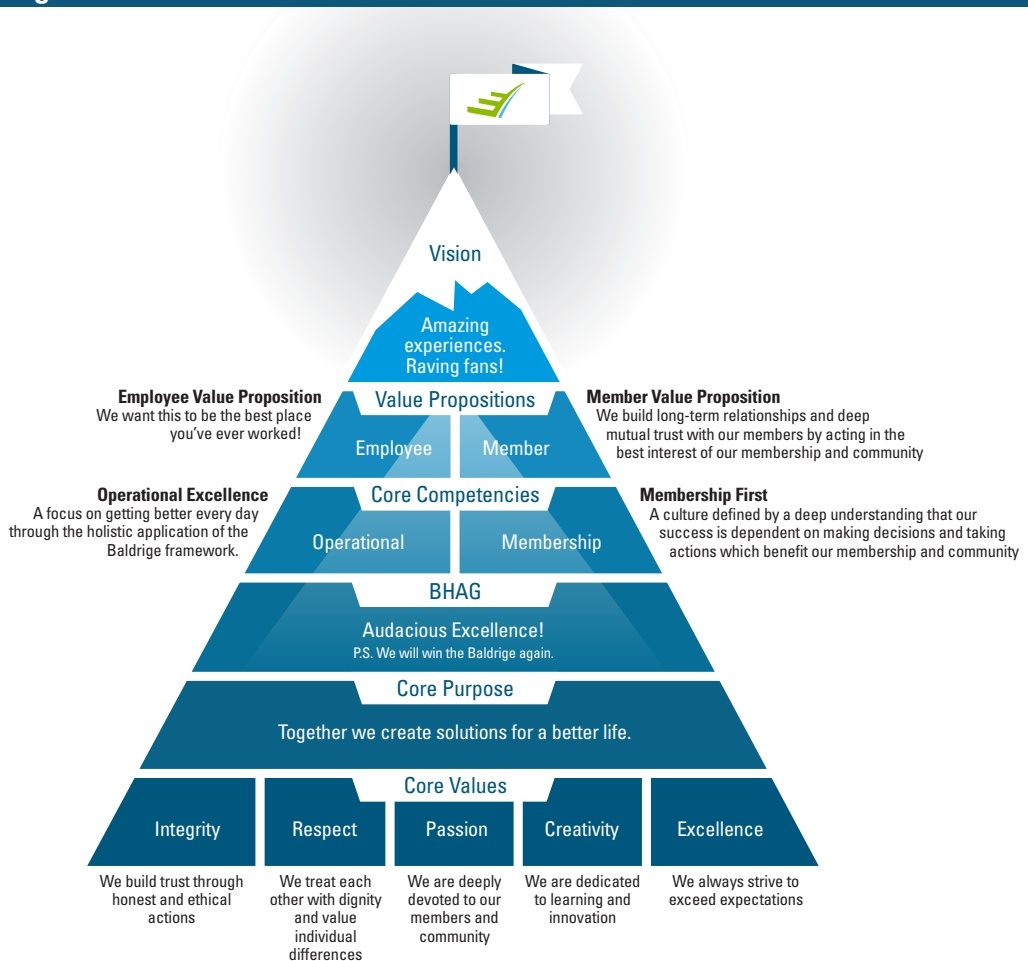 Vision
Amazing
experiences.
Raving fans!
Employee Value Proposition
We want this to be the best place
you’ve ever worked!
Value Propositions
Employee
Member
Member Value Proposition
We build long-term relationships and deep
mutual trust with our members by acting in the
best interest of our membership and community
Operational Excellence
A focus on getting better every day
through the holistic application of the
Baldrige framework.
Core Competencies
Operational
Membership
Membership First
A culture defined by a deep understanding that our
success is dependent on making decisions and taking
actions which benefit our membership and community
BHAG
Audacious Excellence!
P.S. We will win the Baldrige again.
Core Purpose
Together we create solutions for a better life.
Core Values
Integrity
Respect
Passion
Creativity
Excellence
We build trust through
honest and ethical
actions
We treat each
other with dignity
and value
individual
differences
We are deeply
devoted to our
members and
community
We are dedicated
to learning and
innovation
We always strive to
exceed expectations